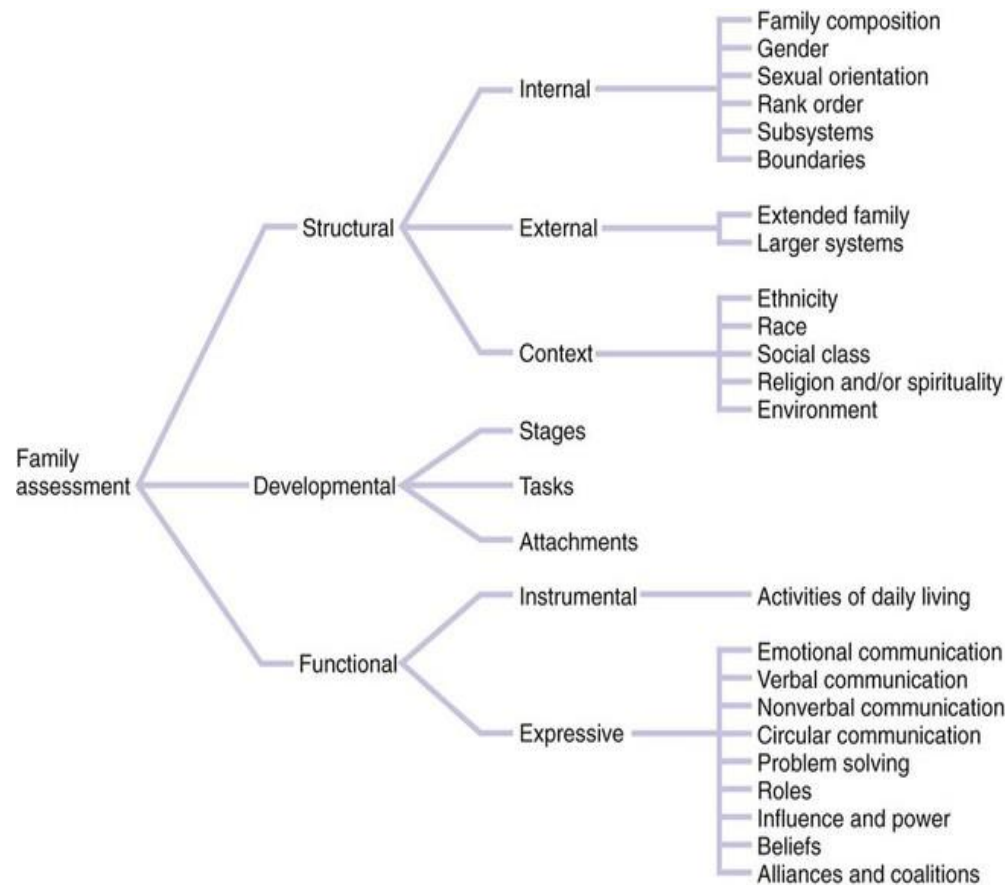 Family
assessment
Structural
Internal
Family composition
Gender
Sexual orientation
Rank order
Subsystems
Boundaries
External
Extended family
Larger systems
Context
Ethnicity
Race
Social class
Religion and/or spirituality
Environment
Developmental
Stages
Tasks
Attachments
Functional
Instrumental
Activities of daily living
Expressive
Emotional communication
Verbal communication
Nonverbal communication
Circular communication
Problem solving
Roles
Influence and power
Beliefs
Alliances and coalitions